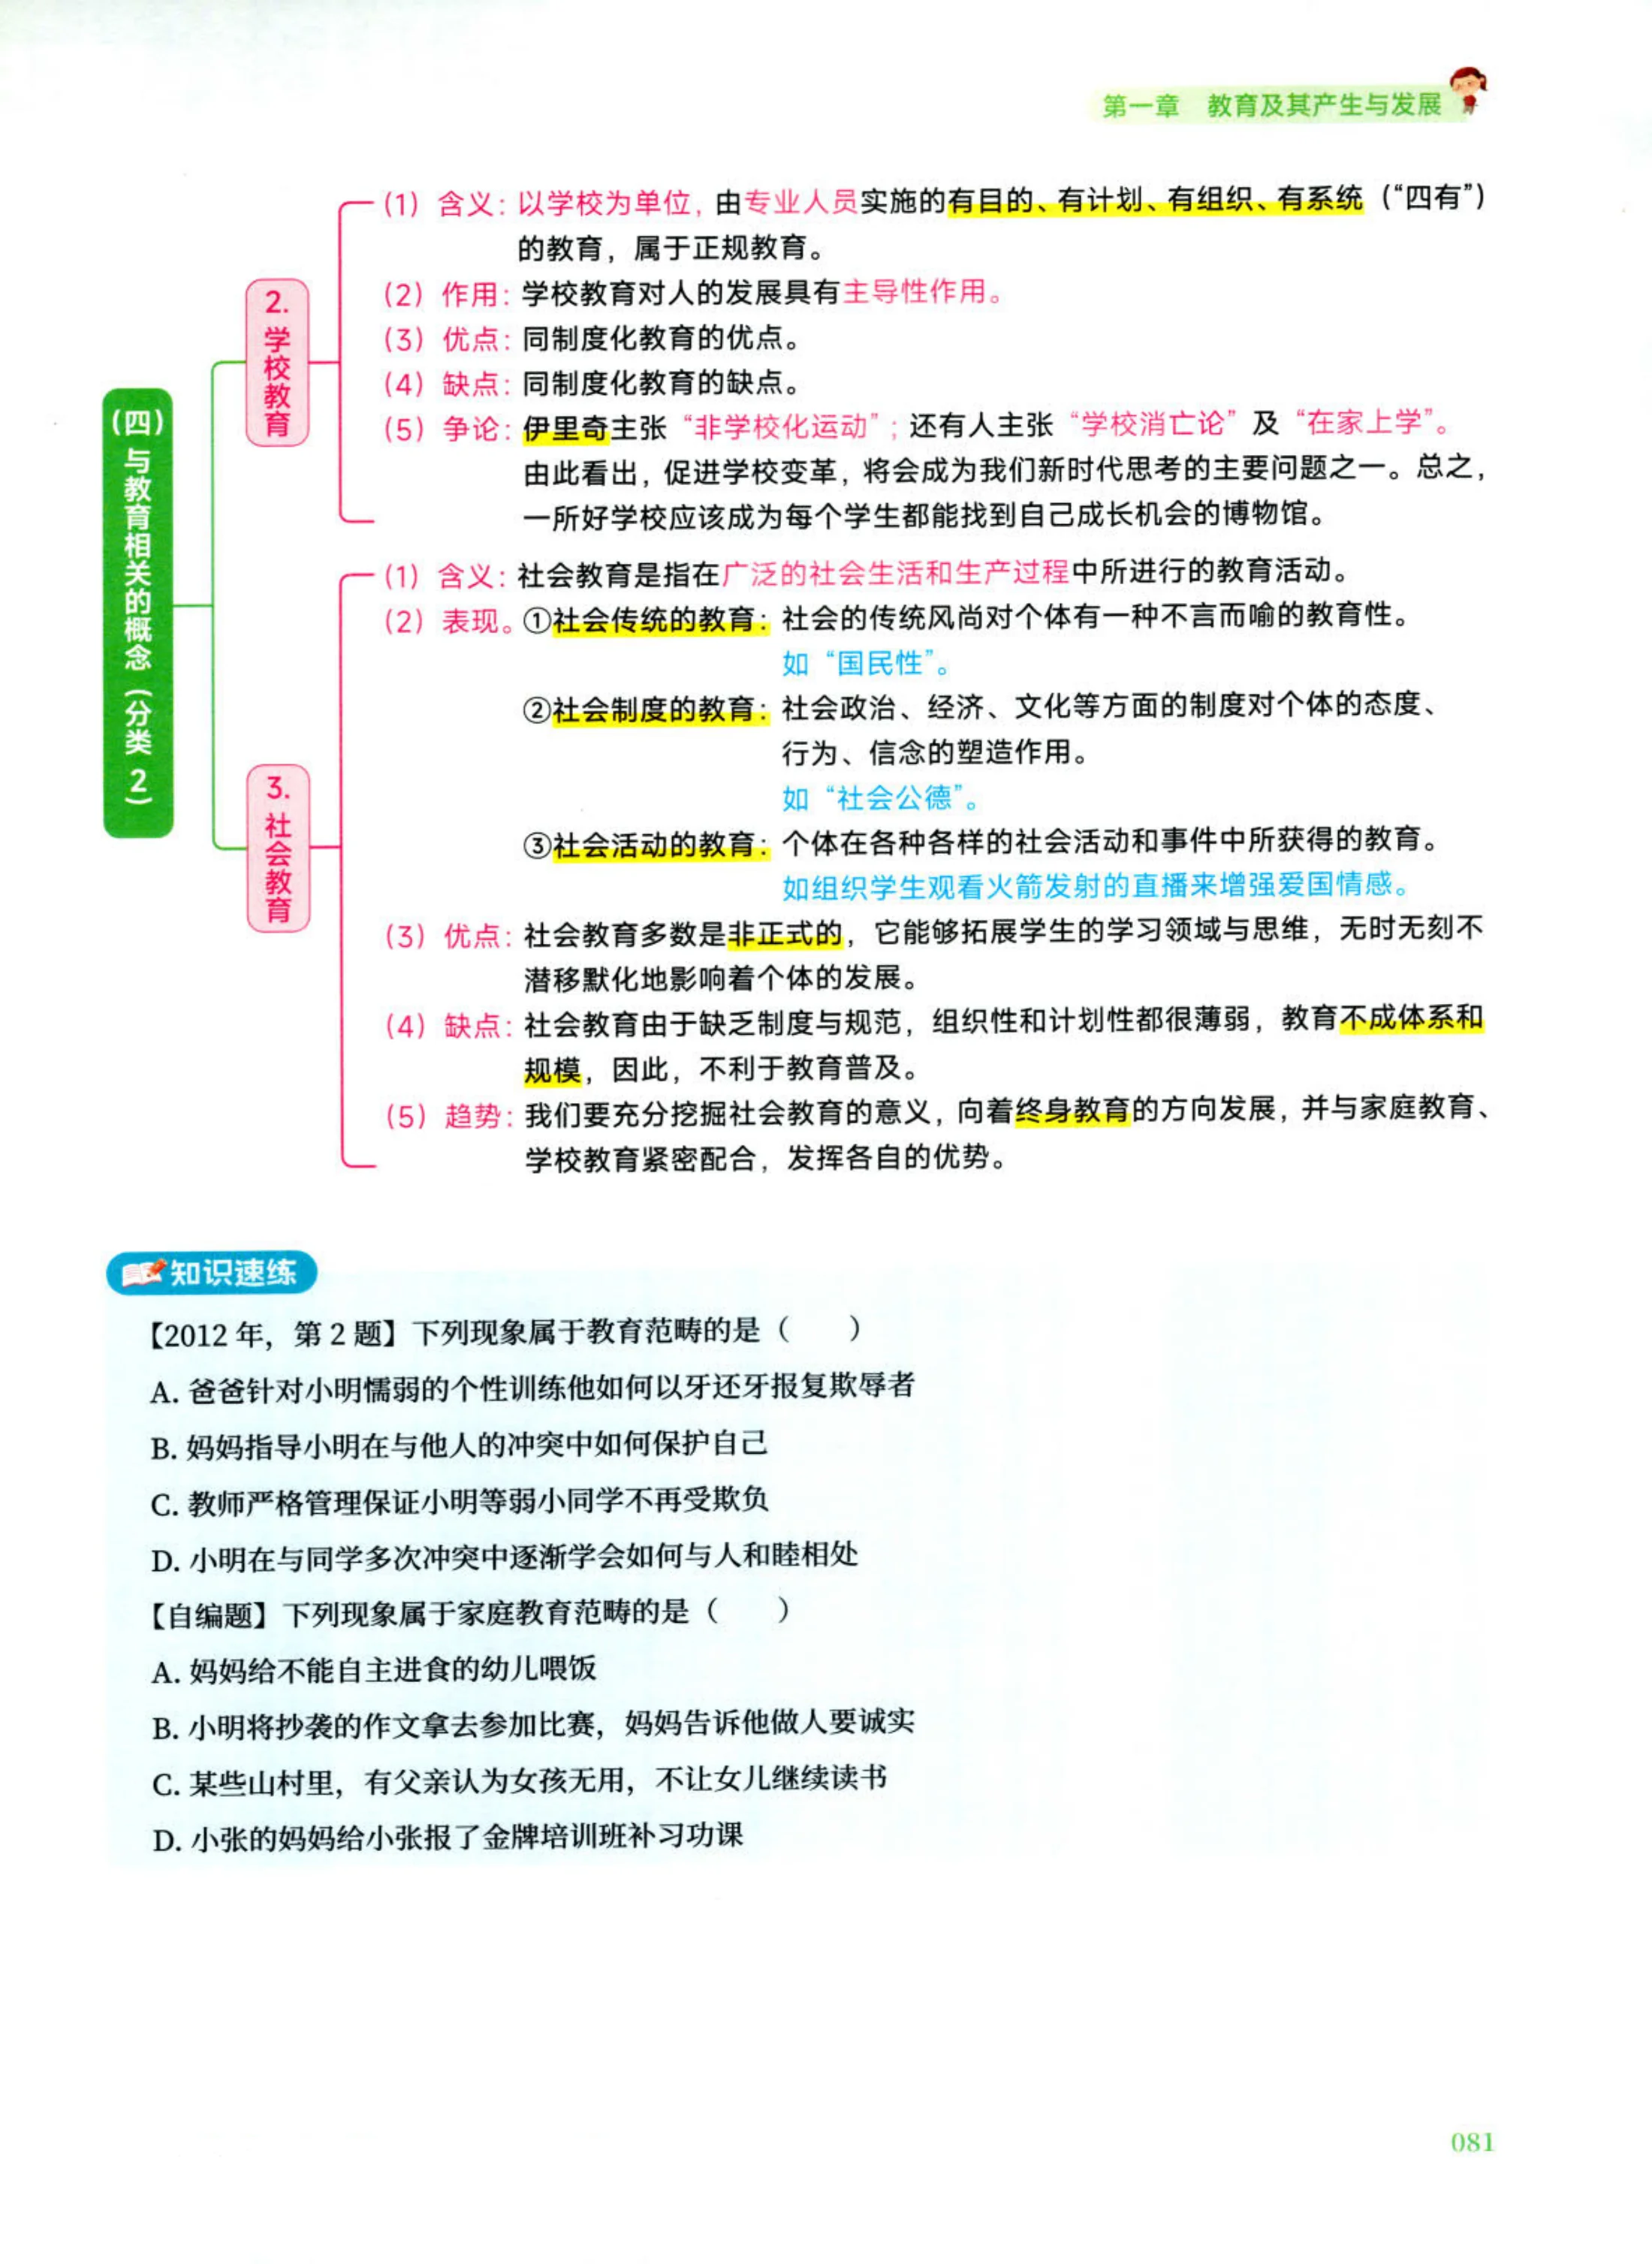 第一章 教育及其产生与发展
(四) 与教育相关的概念 (分类 2)
2. 学校教育
(1) 含义：以学校为单位，由专业人员实施的有目的、有计划、有组织、有系统（“四有”）
的教育，属于正规教育。
(2) 作用：学校教育对人的发展具有主导性作用。
(3) 优点：同制度化教育的优点。
(4) 缺点：同制度化教育的缺点。
(5) 争论：伊里奇主张“非学校化运动”；还有人主张“学校消亡论”及“在家上学”。
由此看出，促进学校变革，将会成为我们新时代思考的主要问题之一。总之，
一所好学校应该成为每个学生都能找到自己成长机会的博物馆。
3. 社会教育
(1) 含义：社会教育是指在广泛的社会生活和生产过程中所进行的教育活动。
(2) 表现。①社会传统的教育：社会的传统风尚对个体有一种不言而喻的教育性。
如“国民性”。
②社会制度的教育：社会政治、经济、文化等方面的制度对个体的态度、
行为、信念的塑造作用。
如“社会公德”。
③社会活动的教育：个体在各种各样的社会活动和事件中所获得的教育。
如组织学生观看火箭发射的直播来增强爱国情感。
(3) 优点：社会教育多数是非正式的，它能够拓展学生的学习领域与思维，无时无刻不
潜移默化地影响着个体的发展。
(4) 缺点：社会教育由于缺乏制度与规范，组织性和计划性都很薄弱，教育不成体系和
规模，因此，不利于教育普及。
(5) 趋势：我们要充分挖掘社会教育的意义，向着终身教育的方向发展，并与家庭教育、
学校教育紧密配合，发挥各自的优势。
知识速练
【2012 年，第 2 题】下列现象属于教育范畴的是（　　）
A. 爸爸针对小明懦弱的个性训练他如何以牙还牙报复欺辱者
B. 妈妈指导小明在与他人的冲突中如何保护自己
C. 教师严格管理保证小明等弱小同学不再受欺负
D. 小明在与同学多次冲突中逐渐学会如何与人和睦相处
【自编题】下列现象属于家庭教育范畴的是（　　）
A. 妈妈给不能自主进食的幼儿喂饭
B. 小明将抄袭的作文拿去参加比赛，妈妈告诉他做人要诚实
C. 某些山村里，有父亲认为女孩无用，不让女儿继续读书
D. 小张的妈妈给小张报了金牌培训班补习功课
081